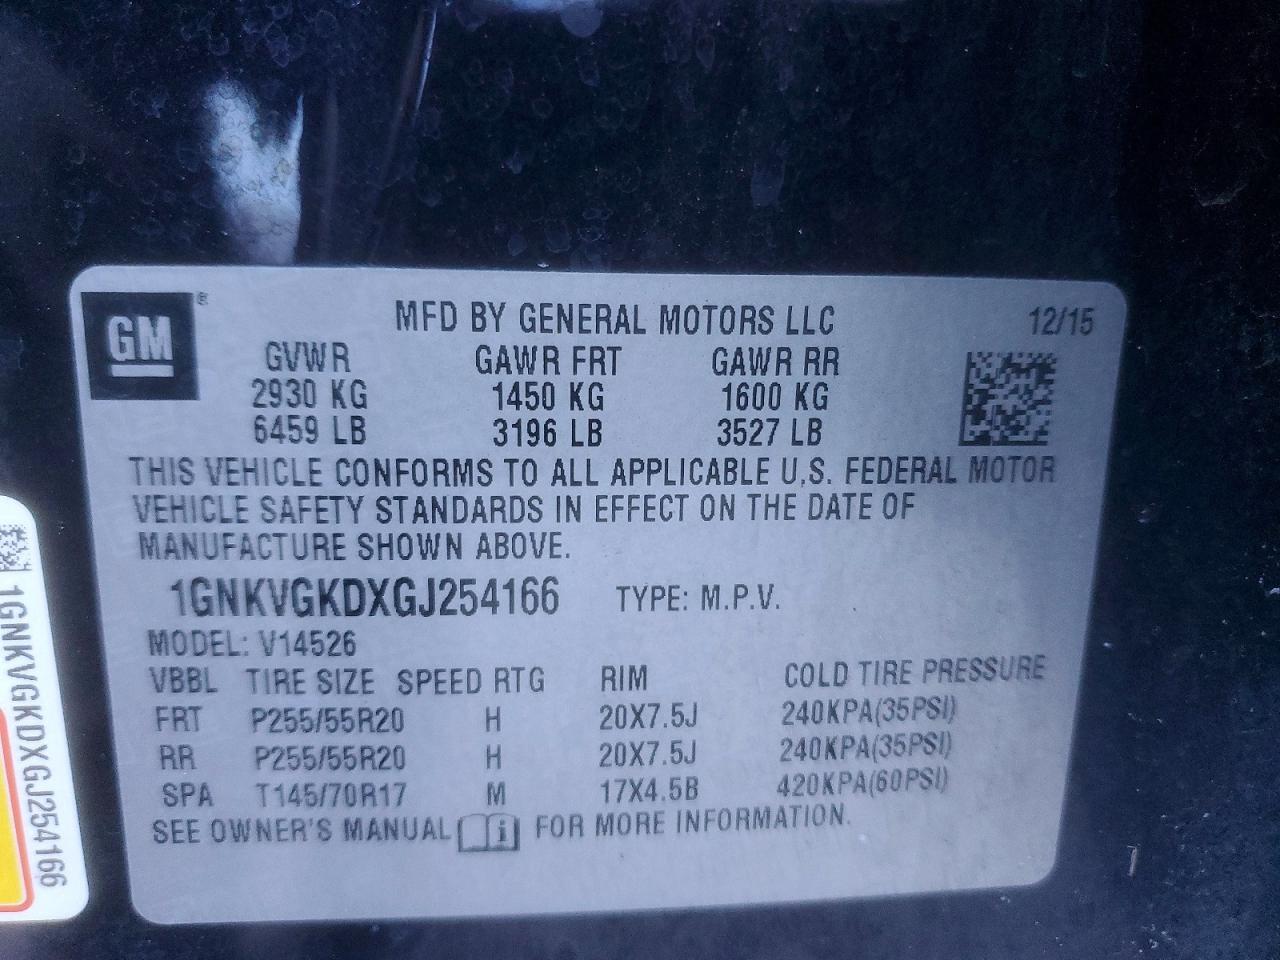 GM®
MFD BY GENERAL MOTORS LLC 12/15
GVWR GAWR FRT GAWR RR
2930 KG 1450 KG 1600 KG
6459 LB 3196 LB 3527 LB
THIS VEHICLE CONFORMS TO ALL APPLICABLE U.S. FEDERAL MOTOR
VEHICLE SAFETY STANDARDS IN EFFECT ON THE DATE OF
MANUFACTURE SHOWN ABOVE.
1GNKVGKDXGJ254166 TYPE: M.P.V.
MODEL: V14526
VBBL TIRE SIZE SPEED RTG RIM COLD TIRE PRESSURE
FRT P255/55R20 H 20X7.5J 240KPA(35PSI)
RR P255/55R20 H 20X7.5J 240KPA(35PSI)
SPA T145/70R17 M 17X4.5B 420KPA(60PSI)
SEE OWNER'S MANUAL i FOR MORE INFORMATION.
1GNKVGKDXGJ254166